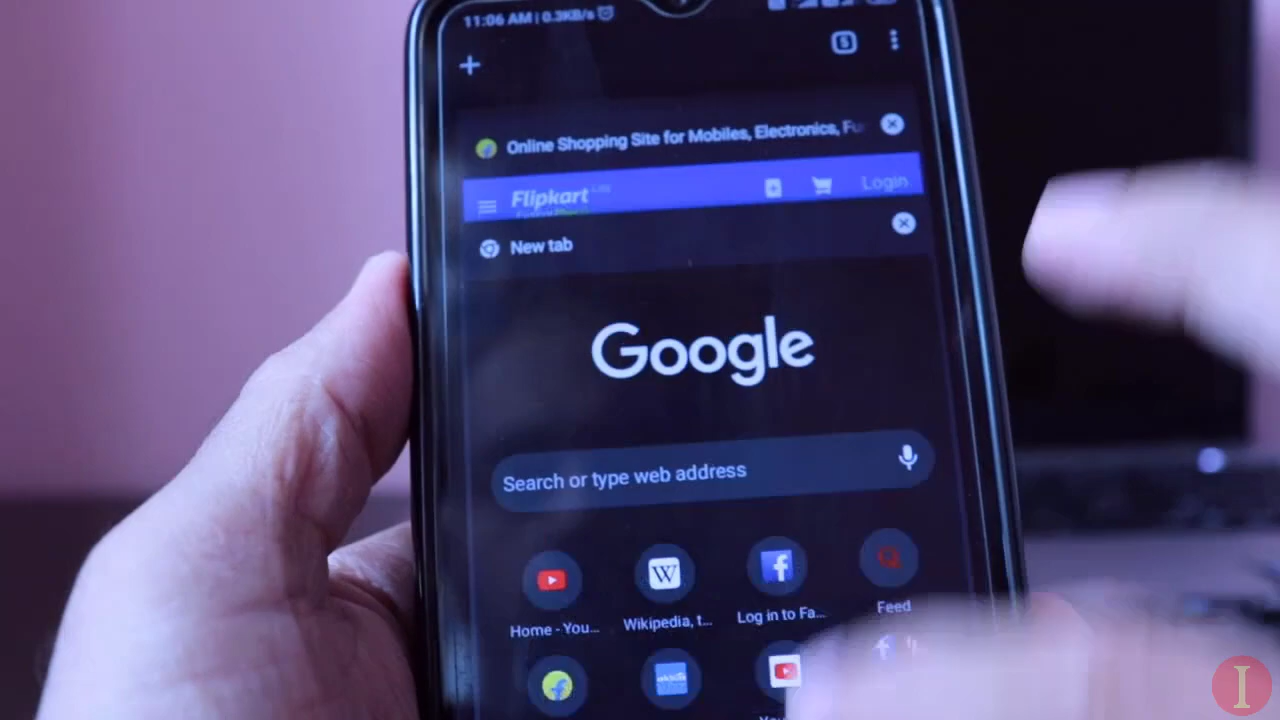 11:06 AM | 0.3KB/s
5
Online Shopping Site for Mobiles, Electronics, Fu
Flipkart
Login
New tab
Google
Search or type web address
W
Home - You...
Wikipedia, t...
Log in to Fa...
Feed
I